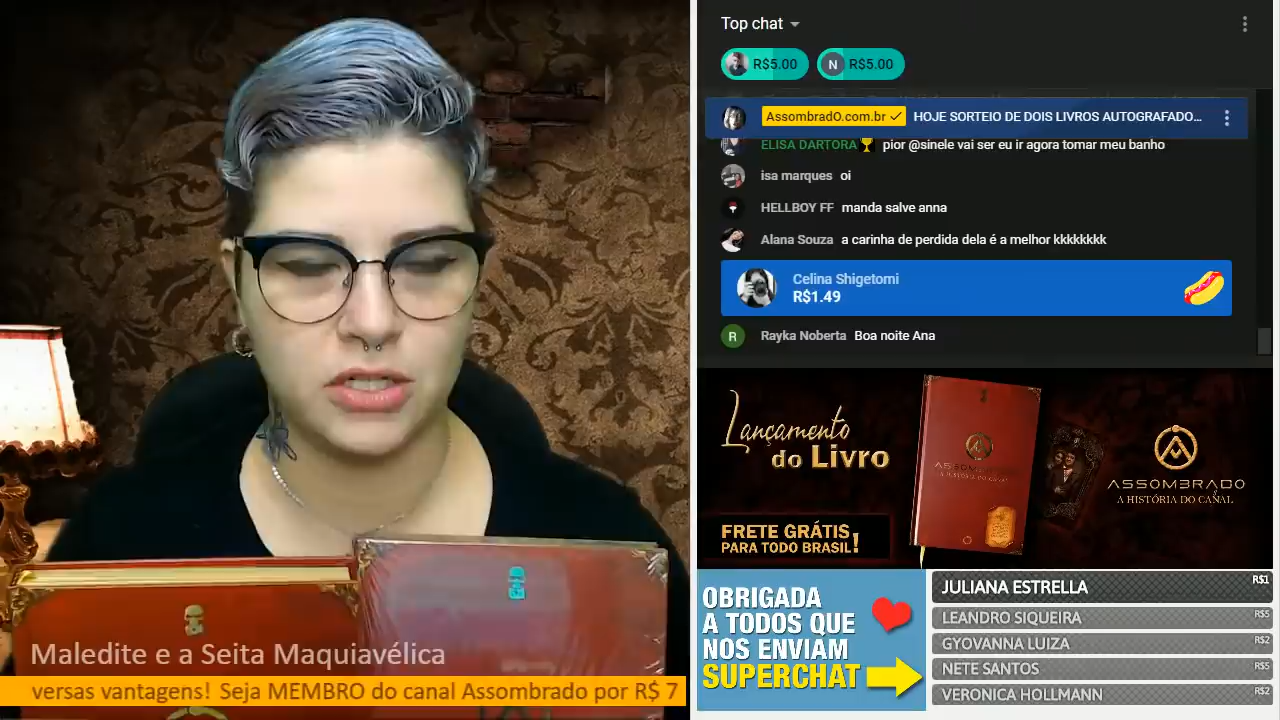 Top chat
R$5.00
N R$5.00
AssombradO.com.br HOJE SORTEIO DE DOIS LIVROS AUTOGRAFADO...
ELISA DARTORA pior @sinele vai ser eu ir agora tomar meu banho
isa marques oi
HELLBOY FF manda salve anna
Alana Souza a carinha de perdida dela é a melhor kkkkkkkk
Celina Shigetomi
R$1.49
R Rayka Noberta Boa noite Ana
Lançamento
do Livro
FRETE GRÁTIS
PARA TODO BRASIL!
ASSOMBRADO
A HISTÓRIA DO CANAL
ASSOMBRADO
A HISTÓRIA DO CANAL
OBRIGADA
A TODOS QUE
NOS ENVIAM
SUPERCHAT
JULIANA ESTRELLA R$1
LEANDRO SIQUEIRA R$5
GYOVANNA LUIZA R$2
NETE SANTOS R$5
VERONICA HOLLMANN R$2
Maledite e a Seita Maquiavélica
versas vantagens! Seja MEMBRO do canal Assombrado por R$ 7